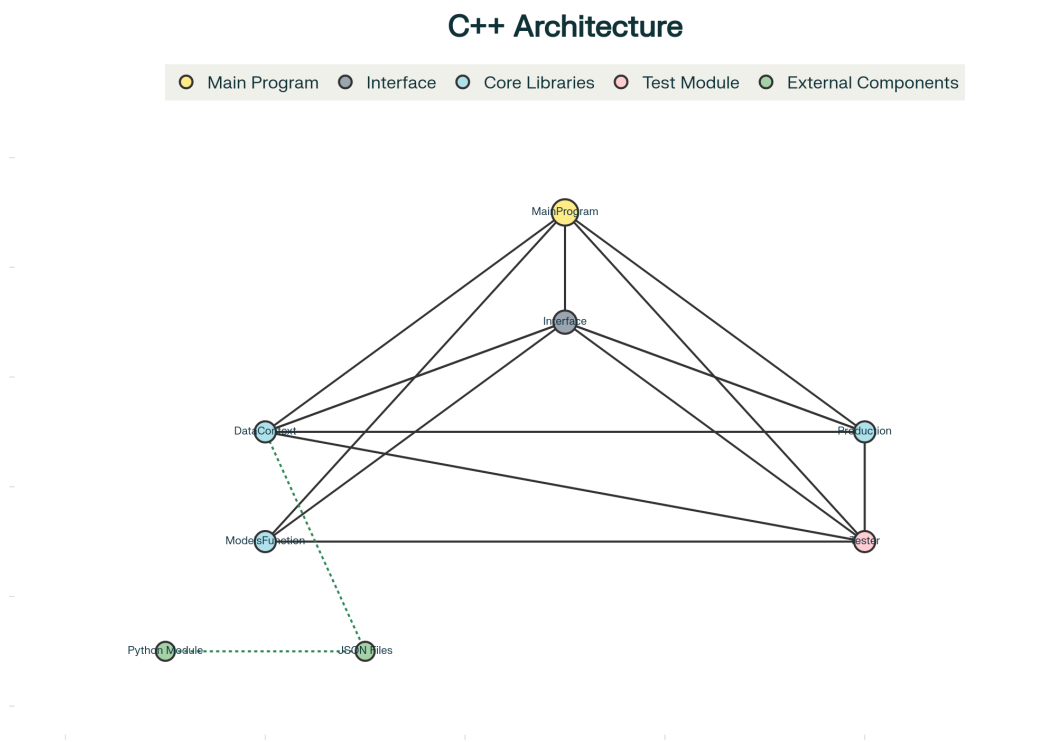 C++ Architecture
Main Program Interface Core Libraries Test Module External Components
MainProgram
Interface
DataContext Production
ModelsFunction Tester
Python Module JSON Files